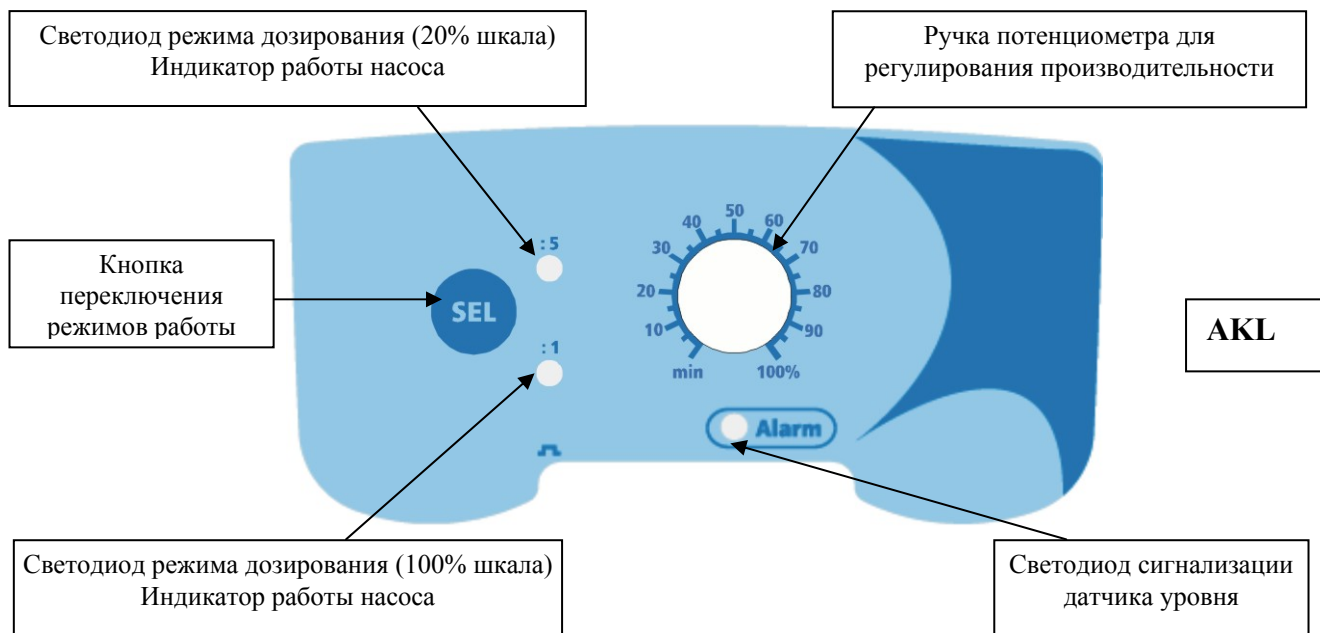 Светодиод режима дозирования (20% шкала)
Индикатор работы насоса
Ручка потенциометра для
регулирования производительности
Кнопка
переключения
режимов работы
SEL
: 5
: 1
min
10
20
30
40
50
60
70
80
90
100%
Alarm
AKL
Светодиод режима дозирования (100% шкала)
Индикатор работы насоса
Светодиод сигнализации
датчика уровня